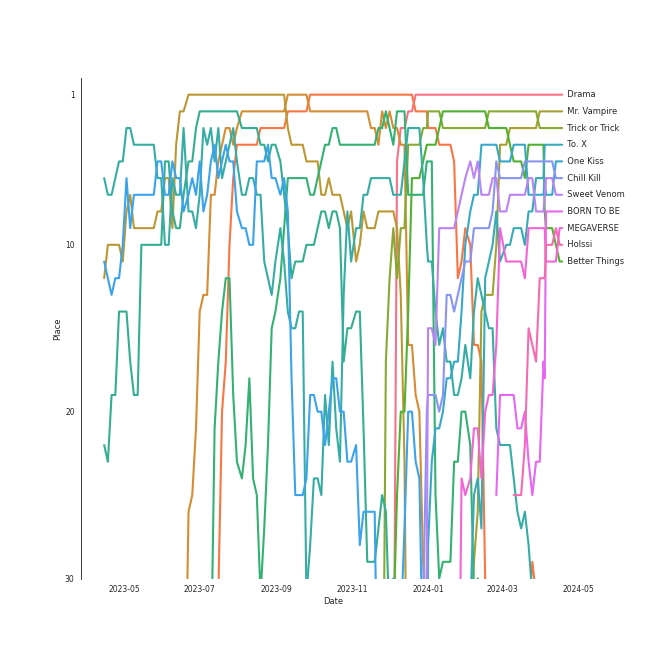 1
10
20
30
Place
2023-05
2023-07
2023-09
2023-11
2024-01
2024-03
2024-05
Date
Drama
Mr. Vampire
Trick or Trick
To. X
One Kiss
Chill Kill
Sweet Venom
BORN TO BE
MEGAVERSE
Holssi
Better Things